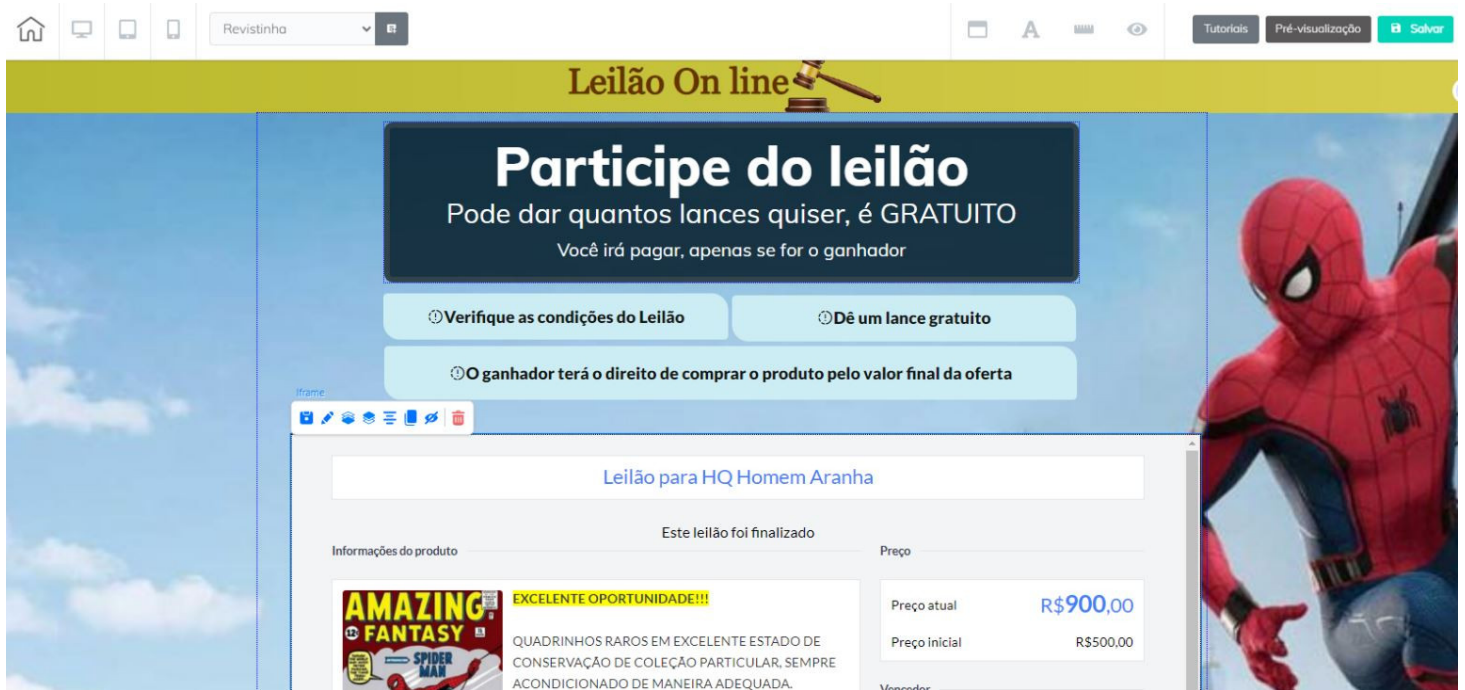 Revistinha
A
Tutoriais
Pré-visualização
Salvar
Leilão On line
Participe do leilão
Pode dar quantos lances quiser, é GRATUITO
Você irá pagar, apenas se for o ganhador
Verifique as condições do Leilão
Dê um lance gratuito
O ganhador terá o direito de comprar o produto pelo valor final da oferta
iframe
Leilão para HQ Homem Aranha
Este leilão foi finalizado
Informações do produto
Preço
AMAZING
FANTASY
SPIDER
MAN
EXCELENTE OPORTUNIDADE!!!
QUADRINHOS RAROS EM EXCELENTE ESTADO DE
CONSERVAÇÃO DE COLEÇÃO PARTICULAR, SEMPRE
ACONDICIONADO DE MANEIRA ADEQUADA.
Preço atual
R$900,00
Preço inicial
R$500,00
Vencedor